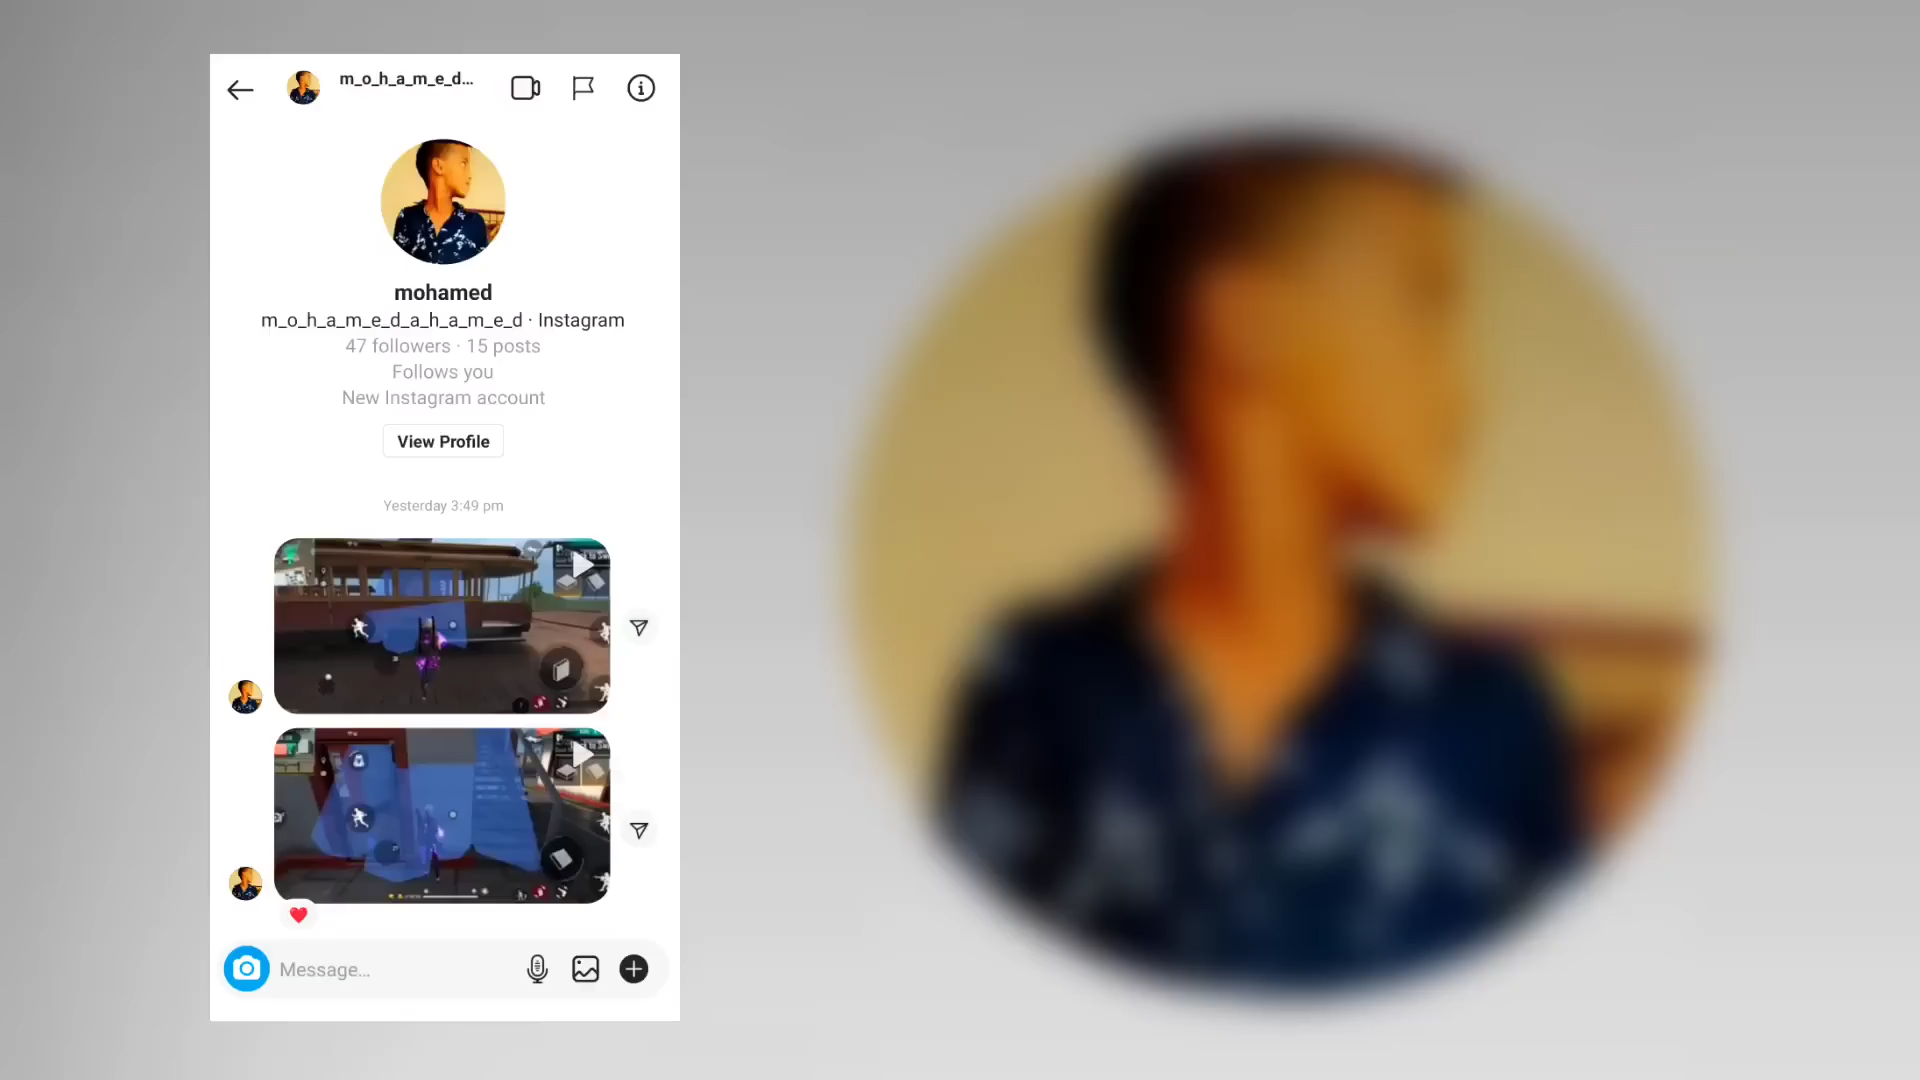 m_o_h_a_m_e_d...
mohamed
m_o_h_a_m_e_d_a_h_a_m_e_d · Instagram
47 followers · 15 posts
Follows you
New Instagram account
View Profile
Yesterday 3:49 pm
Message...